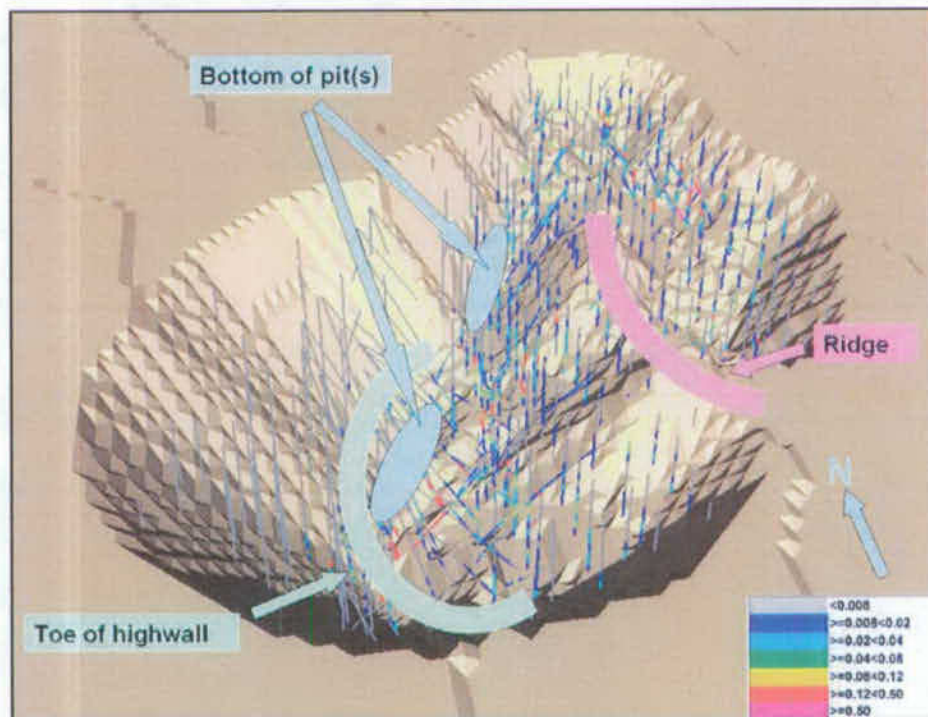 Bottom of pit(s)
Ridge
N
Toe of highwall
<0.008
>=0.008<0.02
>=0.02<0.04
>=0.04<0.08
>=0.08<0.12
>=0.12<0.50
>=0.50